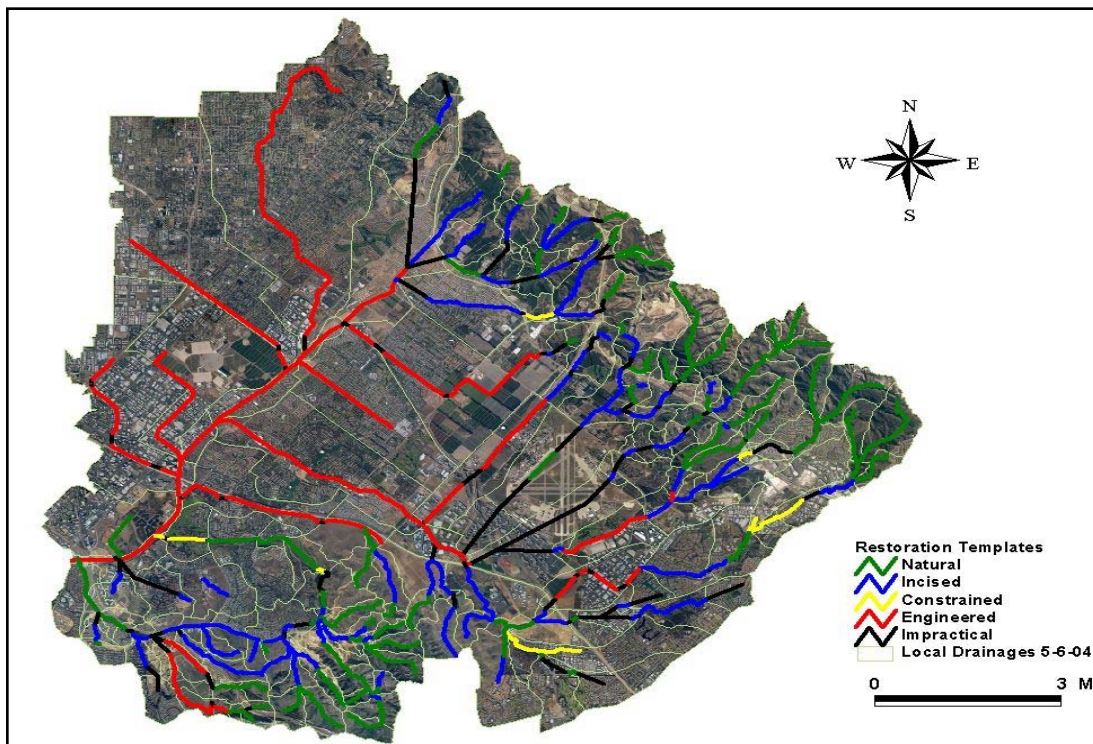 N
W E
S
Restoration Templates
Natural
Incised
Constrained
Engineered
Impractical
Local Drainages 5-6-04
0 3 M